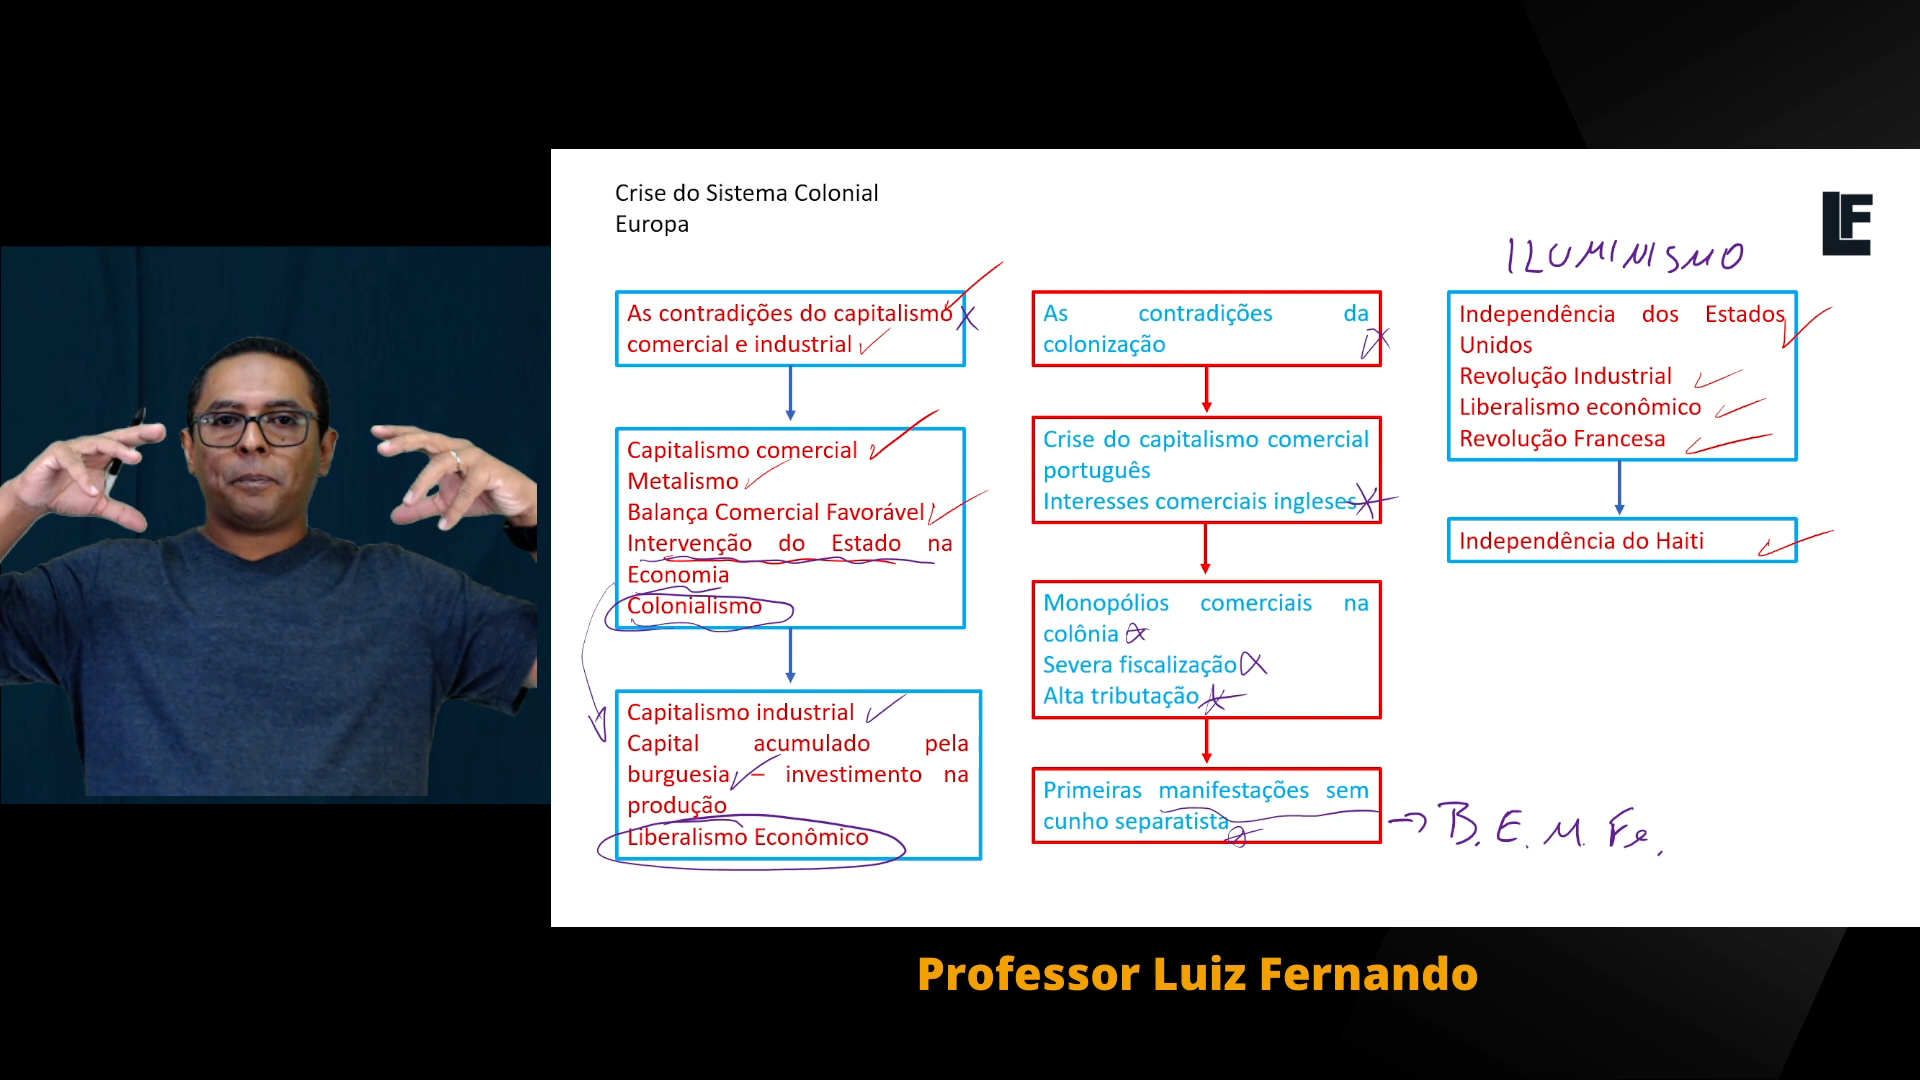 Crise do Sistema Colonial
Europa
LF
As contradições do capitalismo
comercial e industrial
Capitalismo comercial
Metalismo
Balança Comercial Favorável
Intervenção do Estado na
Economia
Colonialismo
Capitalismo industrial
Capital acumulado pela
burguesia – investimento na
produção
Liberalismo Econômico
As contradições da
colonização
Crise do capitalismo comercial
português
Interesses comerciais ingleses
Monopólios comerciais na
colônia
Severa fiscalização
Alta tributação
Primeiras manifestações sem
cunho separatista
B. E. M. Fe.
ILUMINISMO
Independência dos Estados
Unidos
Revolução Industrial
Liberalismo econômico
Revolução Francesa
Independência do Haiti
Professor Luiz Fernando